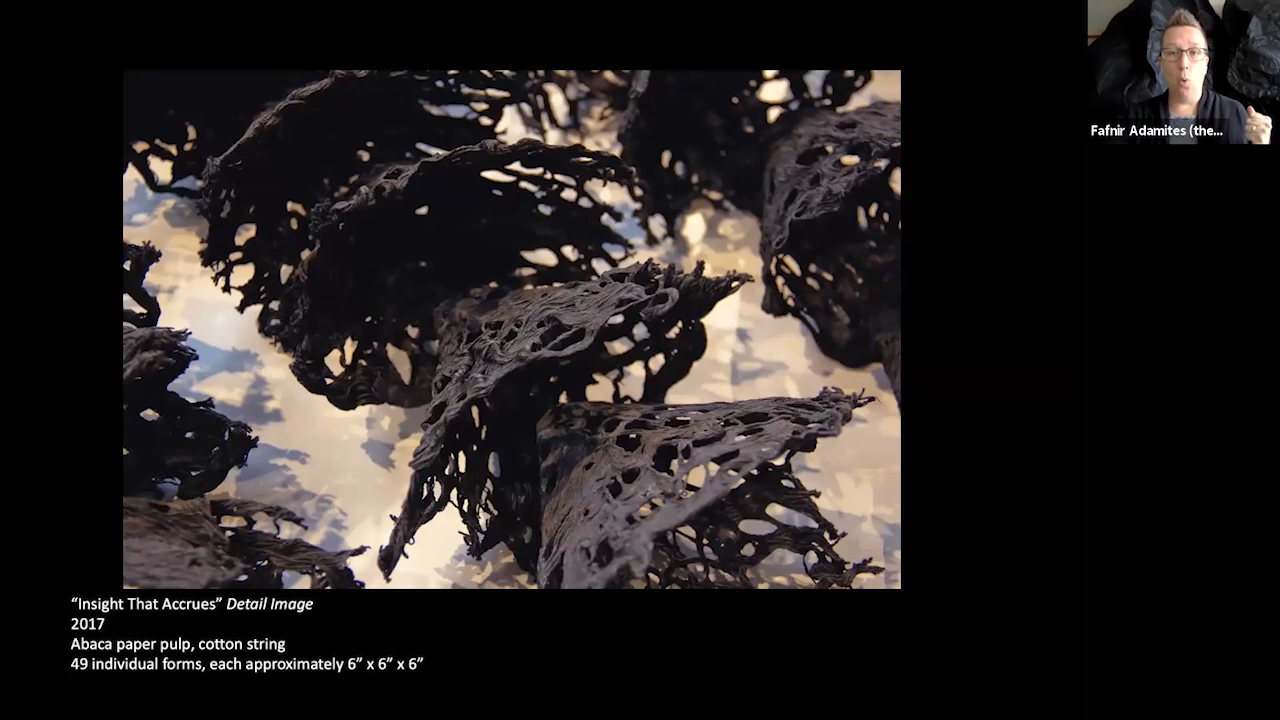 Fafnir Adamites (the...
“Insight That Accrues” Detail Image
2017
Abaca paper pulp, cotton string
49 individual forms, each approximately 6” x 6” x 6”